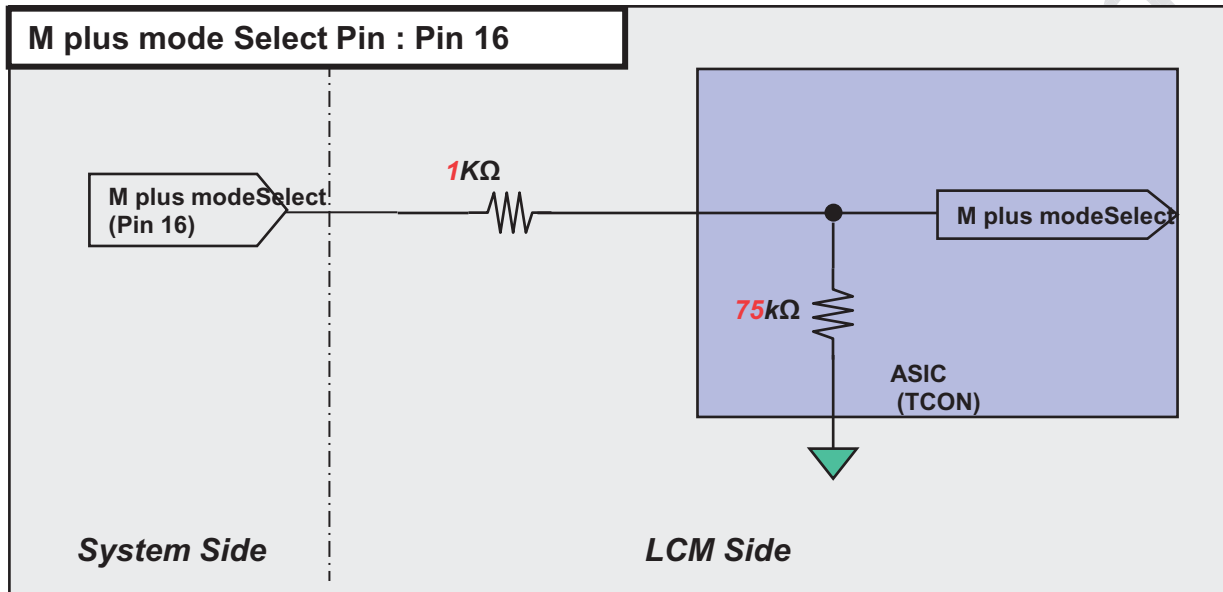 M plus mode Select Pin : Pin 16
1KΩ
M plus modeSelect
(Pin 16)
M plus modeSelect
75kΩ
ASIC
(TCON)
System Side
LCM Side